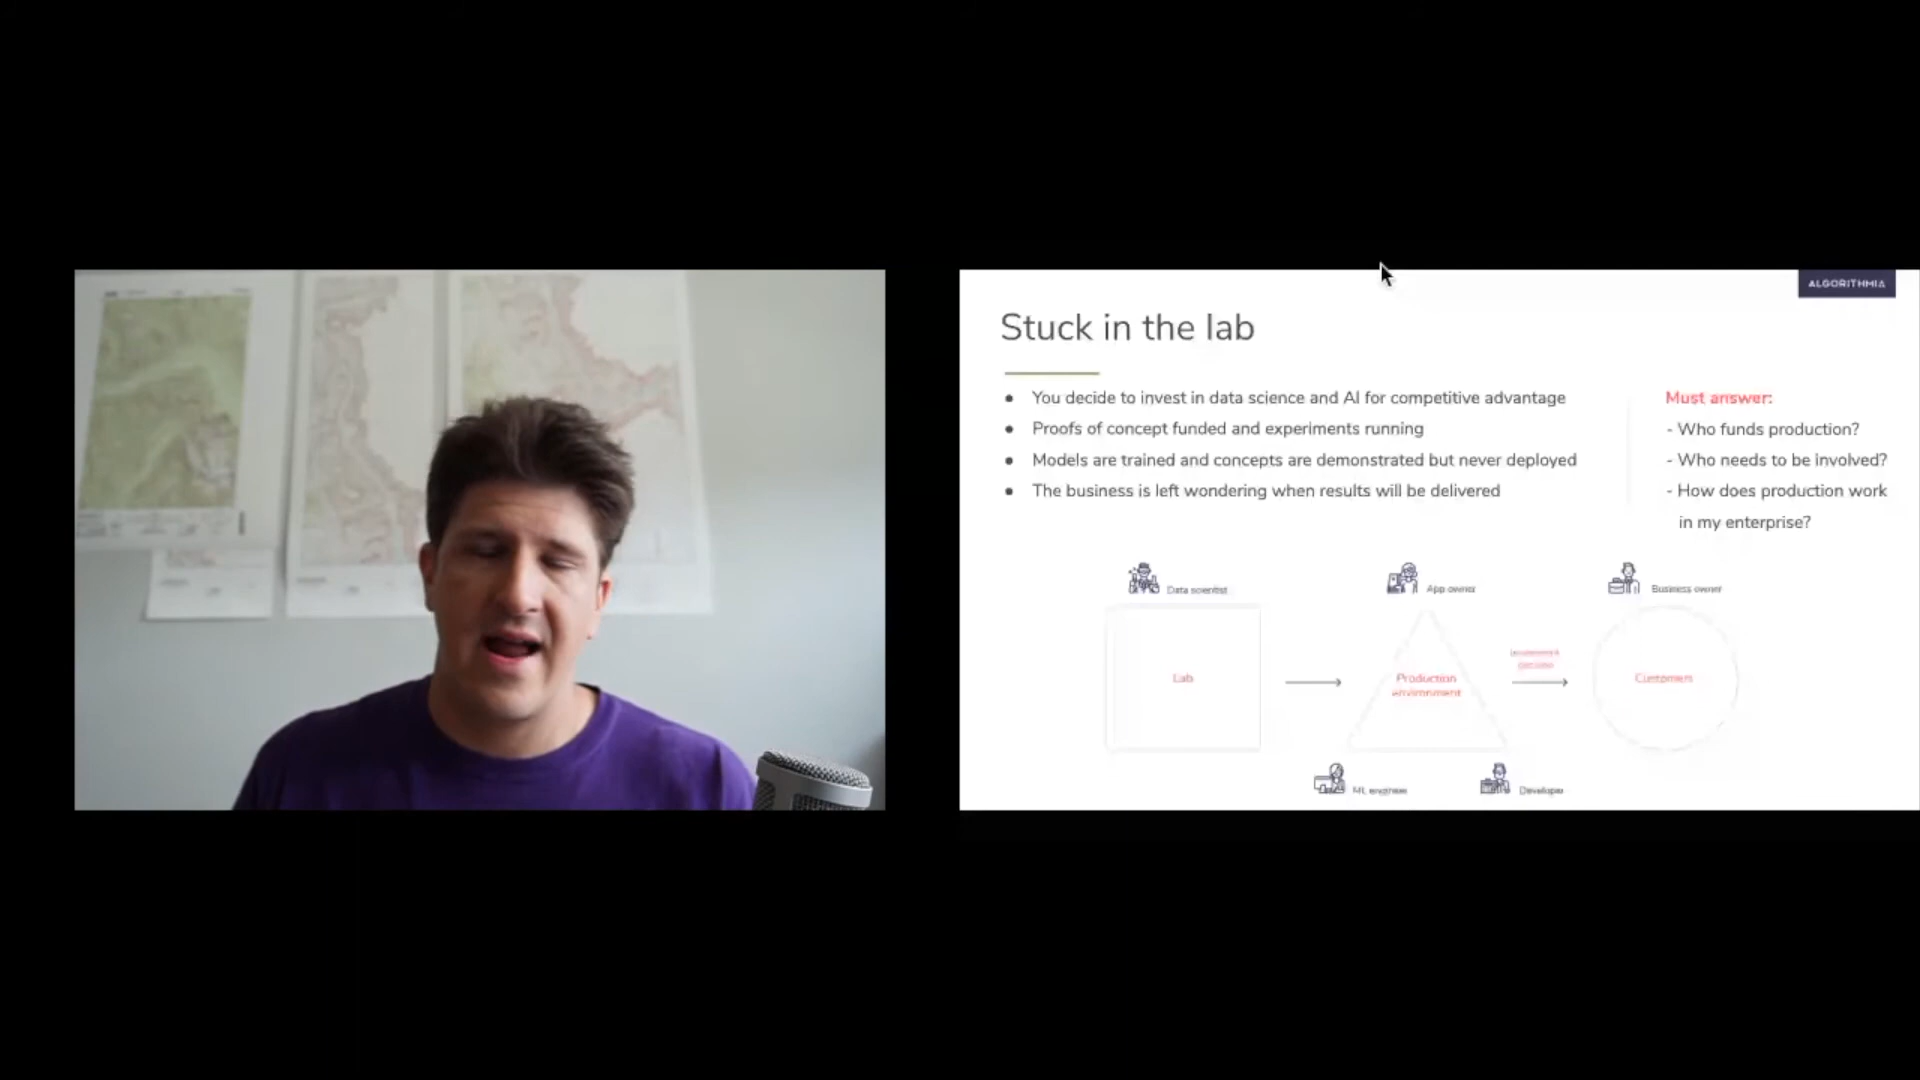 ALGORITHMIA
Stuck in the lab
● You decide to invest in data science and AI for competitive advantage
● Proofs of concept funded and experiments running
● Models are trained and concepts are demonstrated but never deployed
● The business is left wondering when results will be delivered
Must answer:
- Who funds production?
- Who needs to be involved?
- How does production work
in my enterprise?
Data scientist
App owner
Business owner
Lab
Production
environment
Customers
ML engineer
Developer